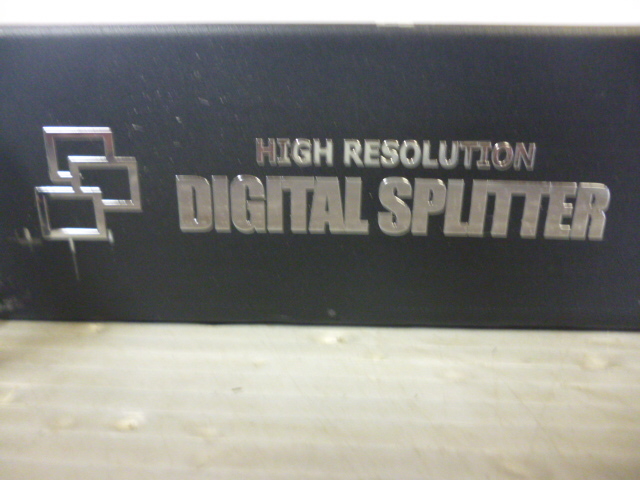 HIGH RESOLUTION
DIGITAL SPLITTER